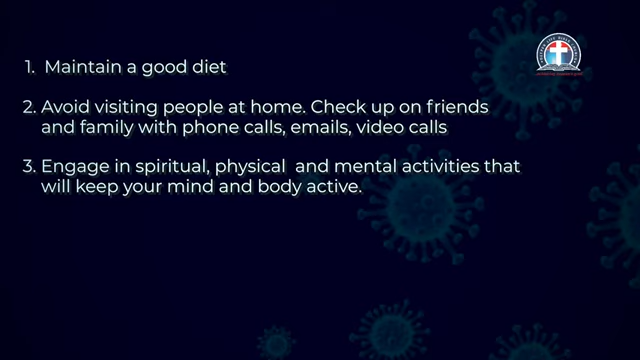 1. Maintain a good diet
2. Avoid visiting people at home. Check up on friends
and family with phone calls, emails, video calls
3. Engage in spiritual, physical and mental activities that
will keep your mind and body active.